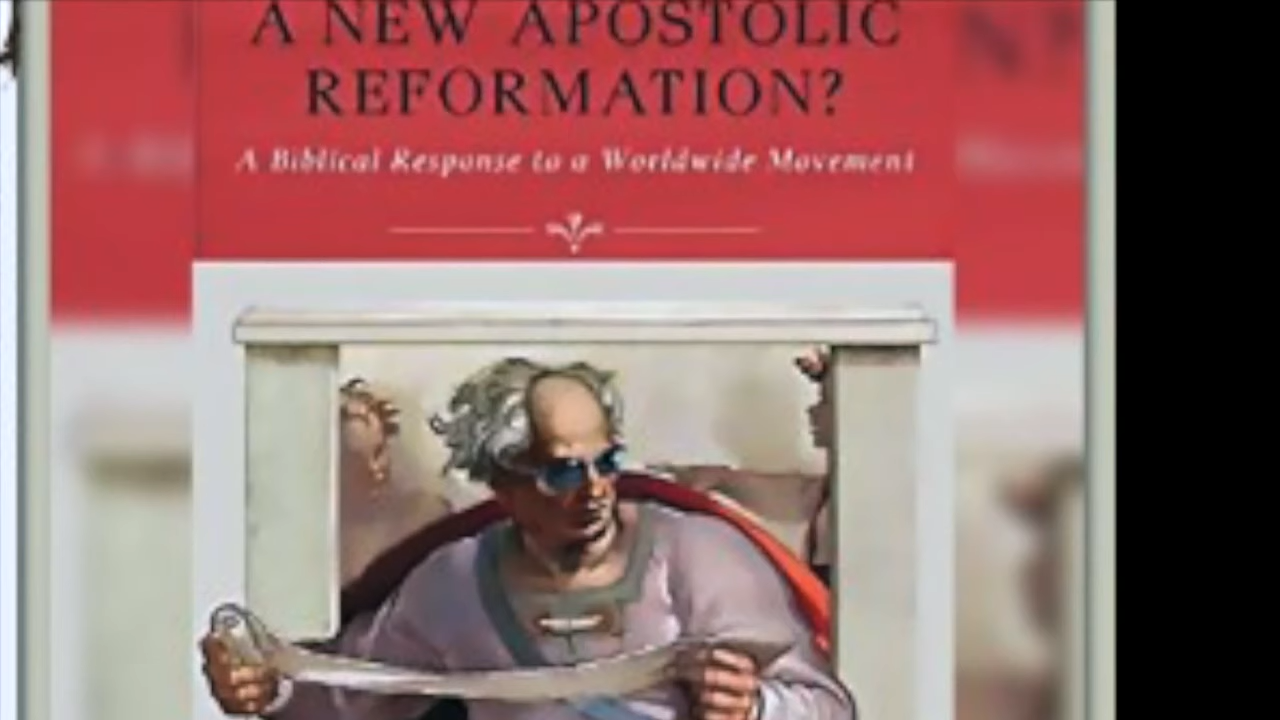 A NEW APOSTOLIC
REFORMATION?
A Biblical Response to a Worldwide Movement